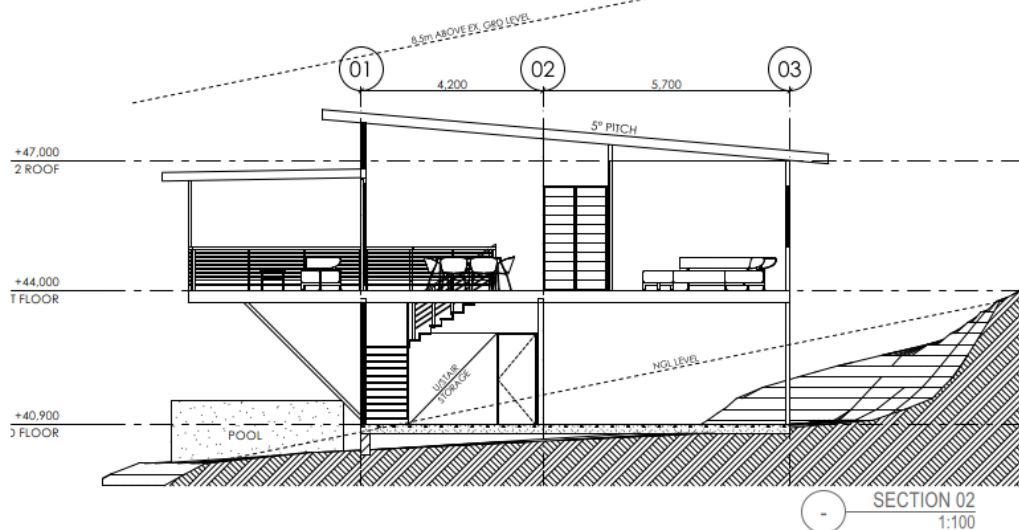 8.5m ABOVE EX. GRD LEVEL
01
02
03
4,200
5,700
5° PITCH
+47,000
2 ROOF
+44,000
T FLOOR
NGL LEVEL
U/STAIR
STORAGE
+40,900
D FLOOR
POOL
-
SECTION 02
1:100